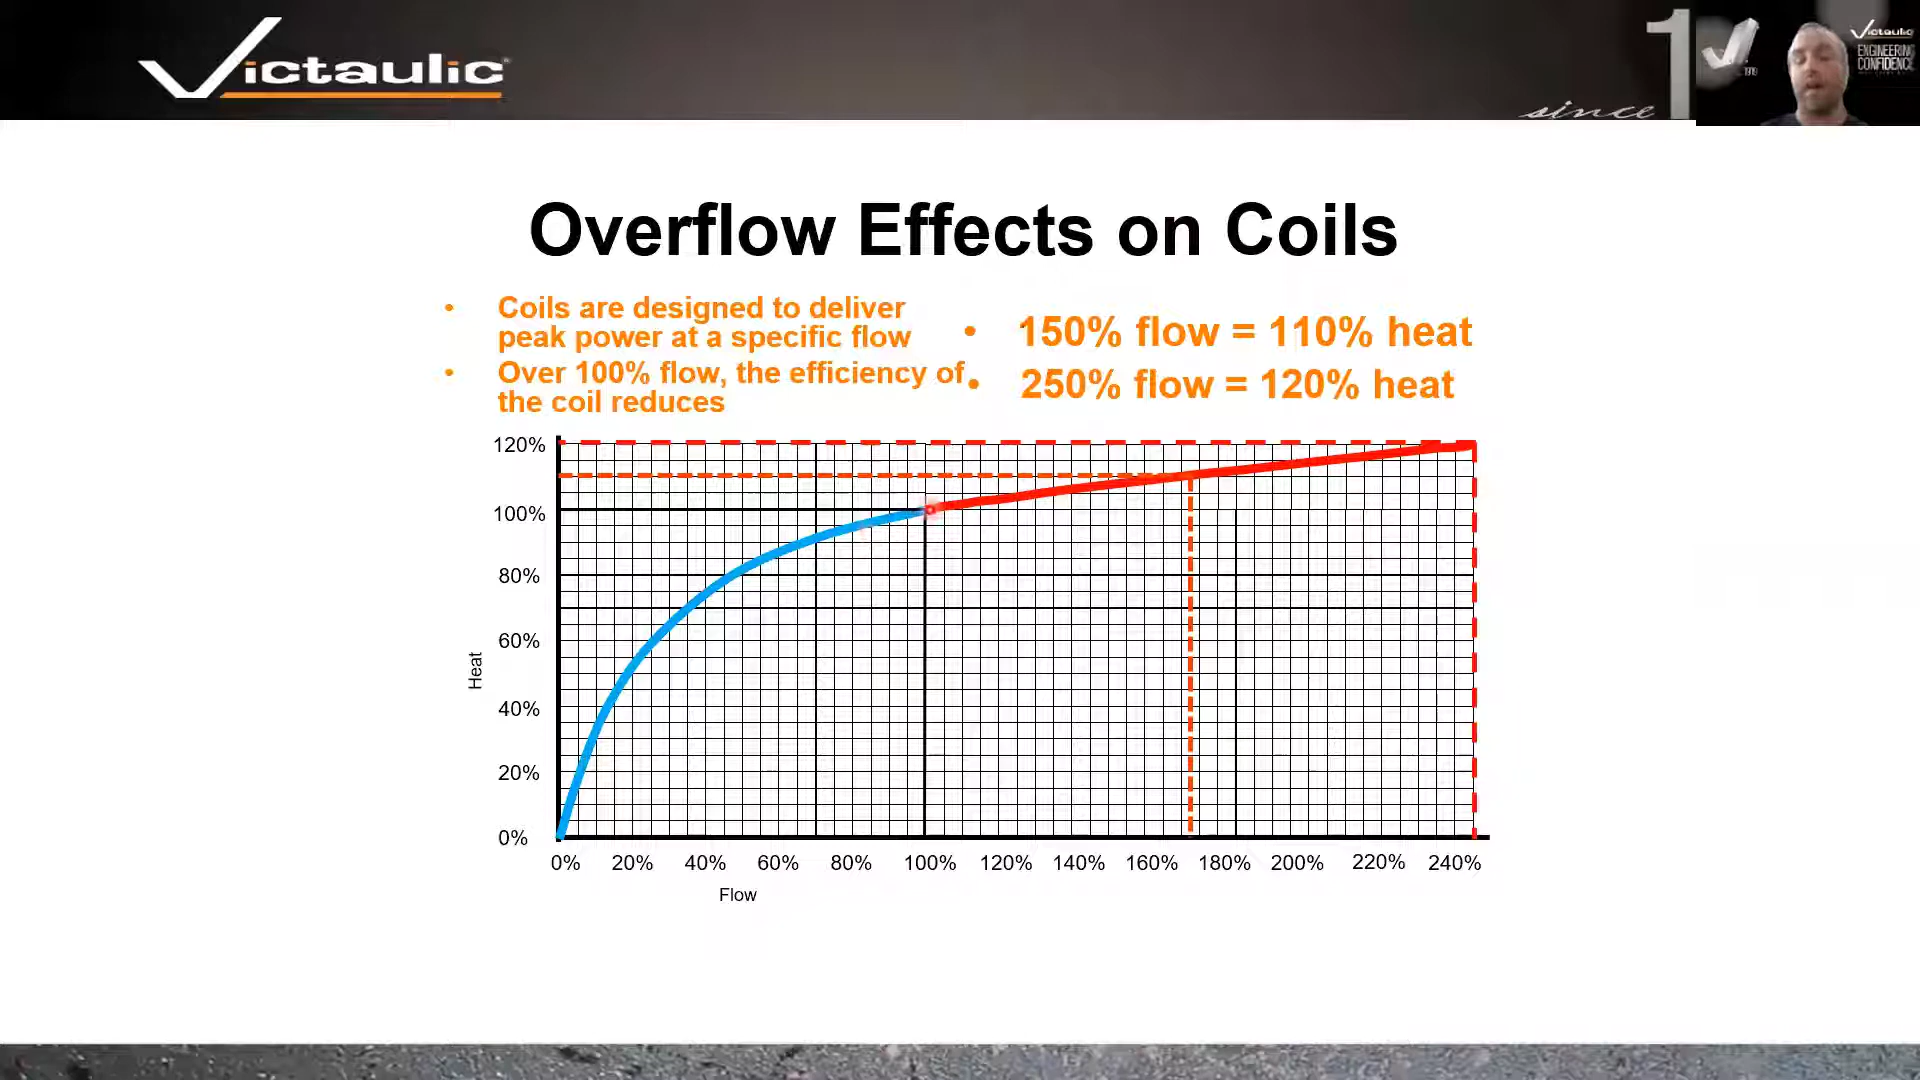 Victaulic
since
1
Victaulic
ENGINEERING
CONFIDENCE
Overflow Effects on Coils
• Coils are designed to deliver
peak power at a specific flow
• Over 100% flow, the efficiency of
the coil reduces
• 150% flow = 110% heat
• 250% flow = 120% heat
120%
100%
80%
60%
40%
20%
0%
Heat
0% 20% 40% 60% 80% 100% 120% 140% 160% 180% 200% 220% 240%
Flow